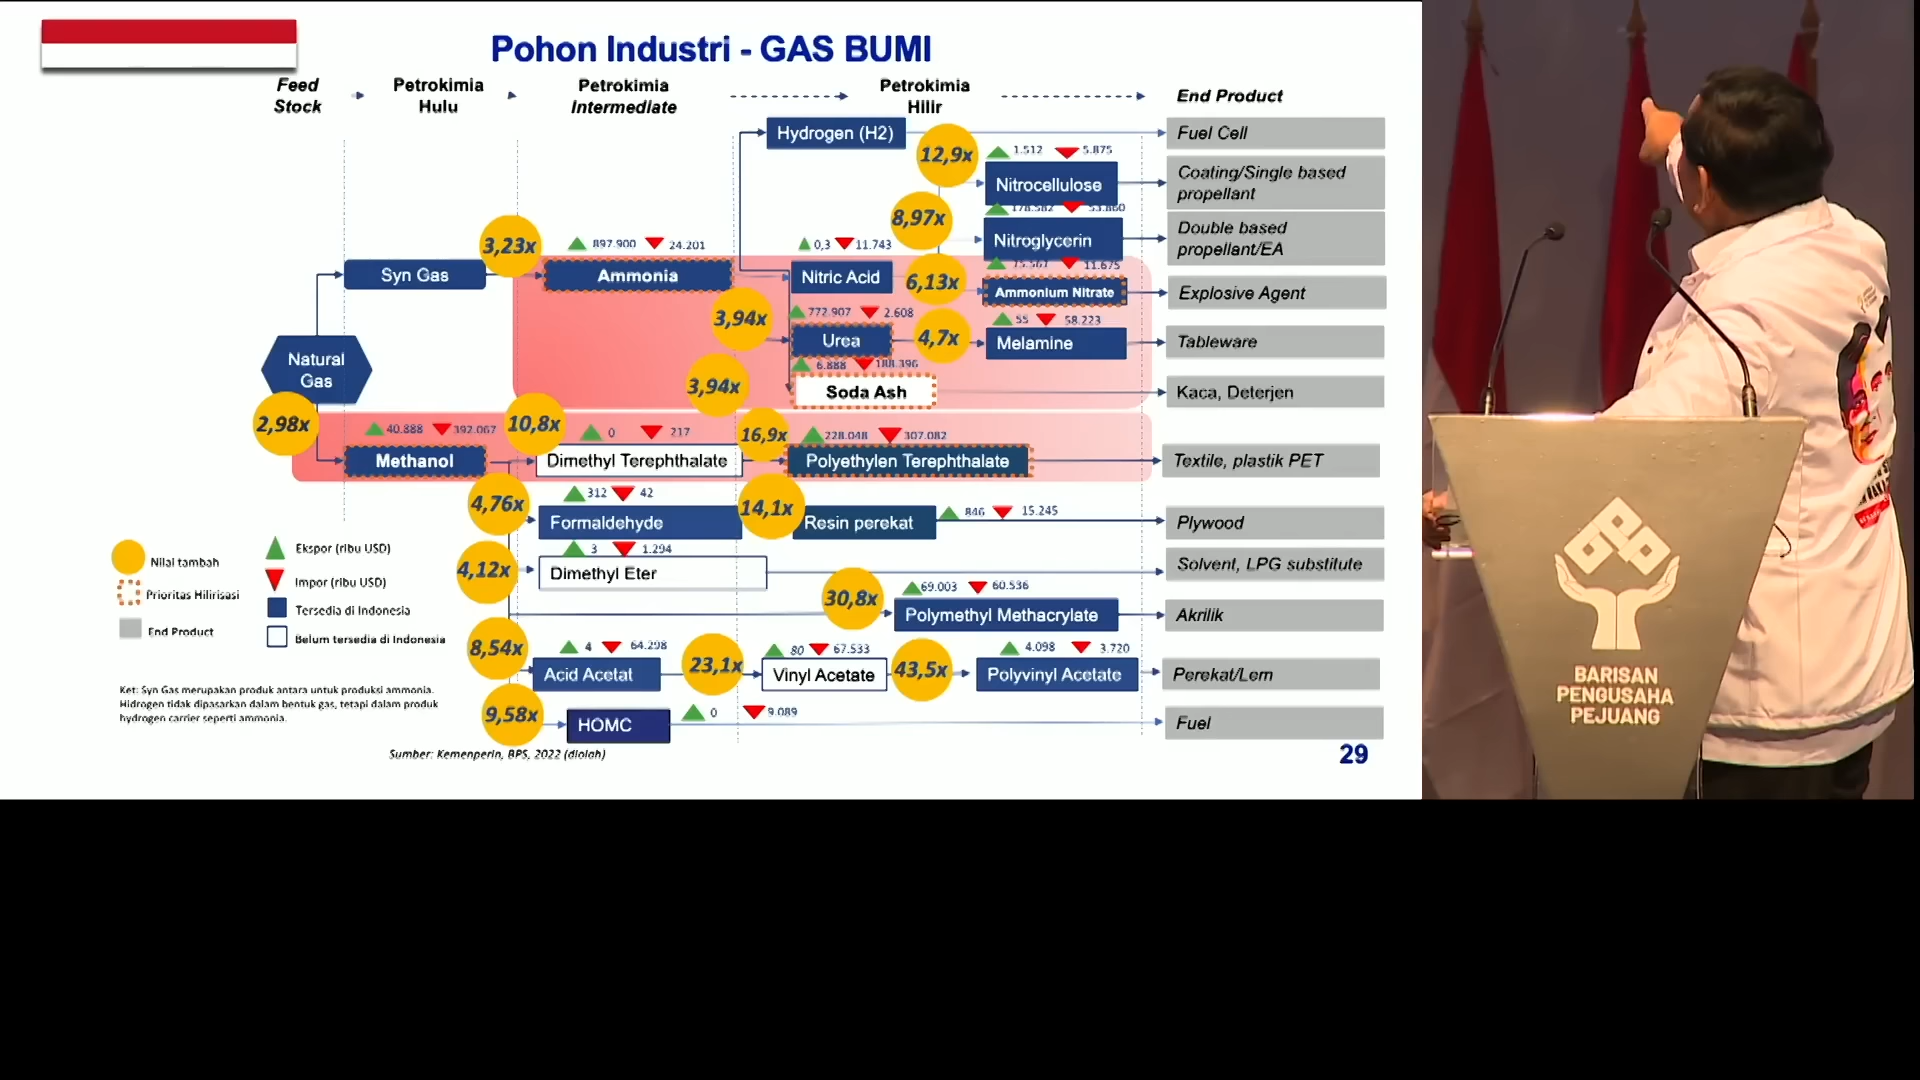 Pohon Industri - GAS BUMI
Feed
Stock
Petrokimia
Hulu
Petrokimia
Intermediate
Petrokimia
Hilir
End Product
Hydrogen (H2)
Fuel Cell
12,9x
1.512
5.875
Nitrocellulose
Coating/Single based
propellant
8,97x
178.582
53.860
Nitroglycerin
Double based
propellant/EA
3,23x
897.900
24.201
0,3
11.743
Syn Gas
Ammonia
Nitric Acid
6,13x
11.675
Ammonium Nitrate
Explosive Agent
3,94x
772.907
2.608
55
58.223
Urea
4,7x
Melamine
Tableware
Natural
Gas
6.888
188.396
3,94x
Soda Ash
Kaca, Deterjen
2,98x
40.888
392.067
10,8x
0
217
16,9x
228.048
307.082
Methanol
Dimethyl Terephthalate
Polyethylen Terephthalate
Textile, plastik PET
4,76x
312
42
14,1x
Formaldehyde
Resin perekat
846
15.245
Plywood
4,12x
3
1.294
Dimethyl Eter
Solvent, LPG substitute
30,8x
69.003
60.536
Polymethyl Methacrylate
Akrilik
8,54x
4
64.298
23,1x
80
67.533
43,5x
4.098
3.720
Acid Acetat
Vinyl Acetate
Polyvinyl Acetate
Perekat/Lem
9,58x
HOMC
0
9.089
Fuel
Nilai tambah
Prioritas Hilirisasi
End Product
Ekspor (ribu USD)
Impor (ribu USD)
Tersedia di Indonesia
Belum tersedia di Indonesia
Ket: Syn Gas merupakan produk antara untuk produksi ammonia.
Hidrogen tidak dipasarkan dalam bentuk gas, tetapi dalam produk
hydrogen carrier seperti ammonia.
Sumber: Kemenperin, BPS, 2022 (diolah)
29
BARISAN
PENGUSAHA
PEJUANG